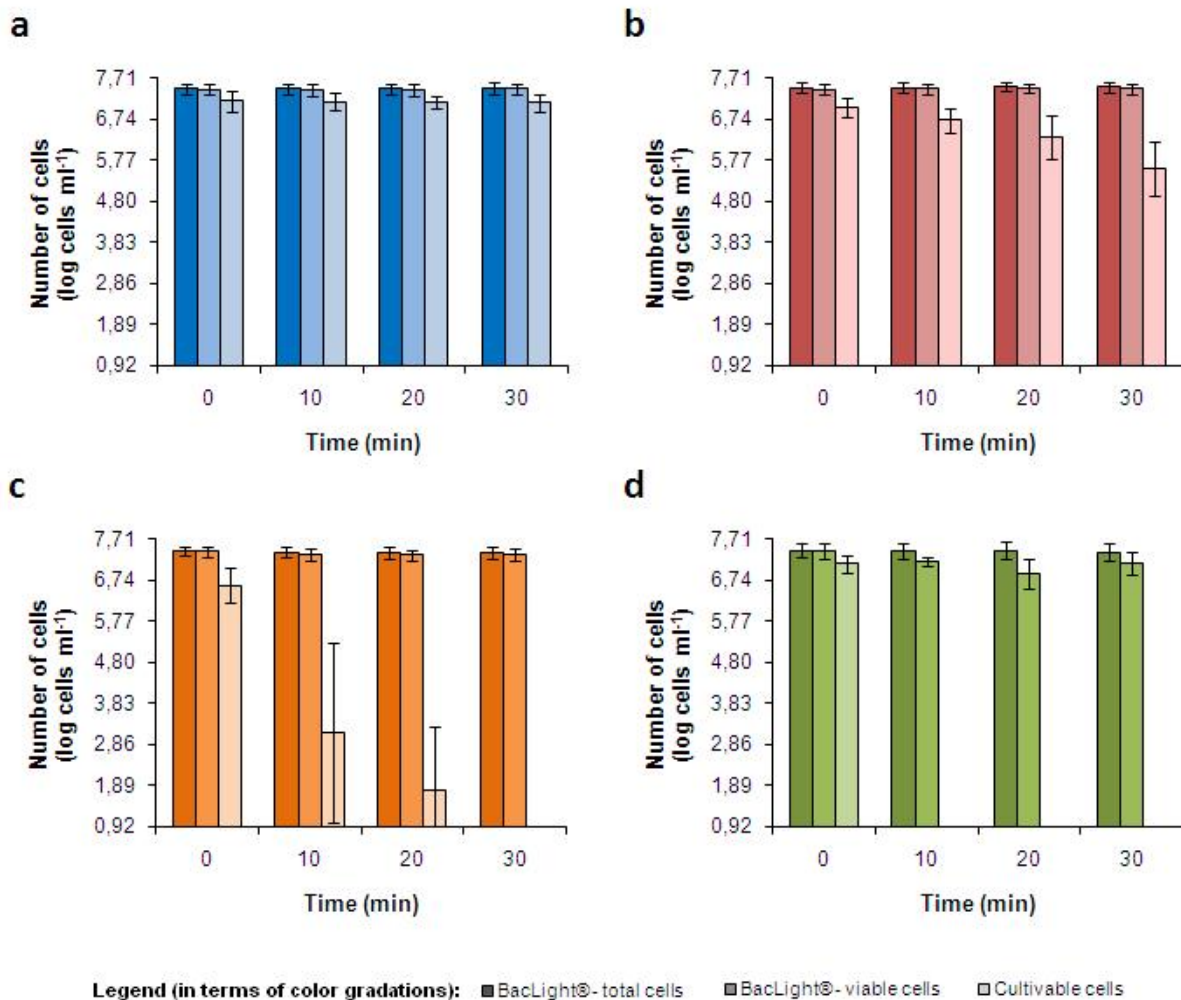 a
Number of cells
(log cells ml-1)
7,71
6,74
5,77
4,80
3,83
2,86
1,89
0,92
0 10 20 30
Time (min)
b
Number of cells
(log cells ml-1)
7,71
6,74
5,77
4,80
3,83
2,86
1,89
0,92
0 10 20 30
Time (min)
c
Number of cells
(log cells ml-1)
7,71
6,74
5,77
4,80
3,83
2,86
1,89
0,92
0 10 20 30
Time (min)
d
Number of cells
(log cells ml-1)
7,71
6,74
5,77
4,80
3,83
2,86
1,89
0,92
0 10 20 30
Time (min)
Legend (in terms of color gradations): BacLight®- total cells BacLight®- viable cells Cultivable cells